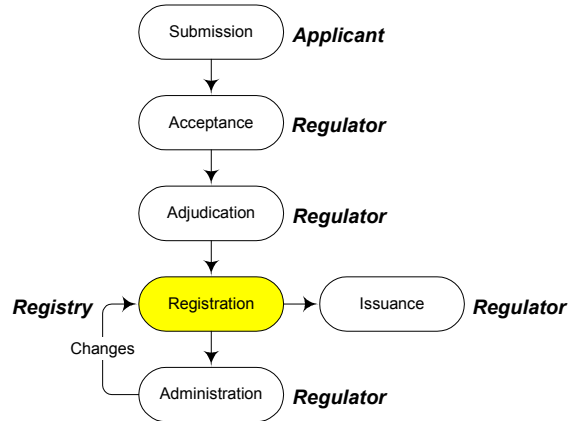 Submission
Applicant
Acceptance
Regulator
Adjudication
Regulator
Registry
Registration
Issuance
Regulator
Changes
Administration
Regulator